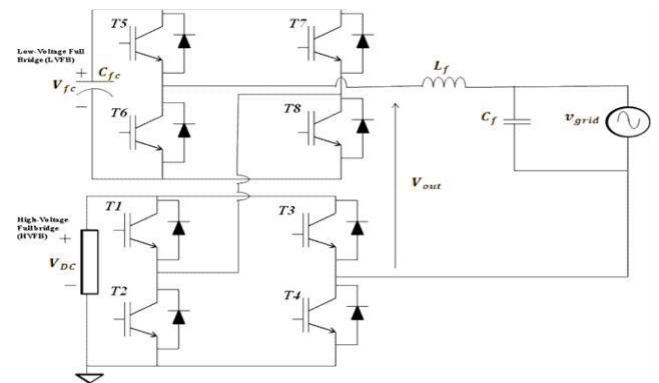 T5
T7
Low-Voltage Full
Bridge (LVFB)
+
C_fc
V_fc
−
L_f
T6
T8
C_f
v_grid
V_out
High-Voltage
Fullbridge
(HVFB)
+
T1
T3
V_DC
−
T2
T4